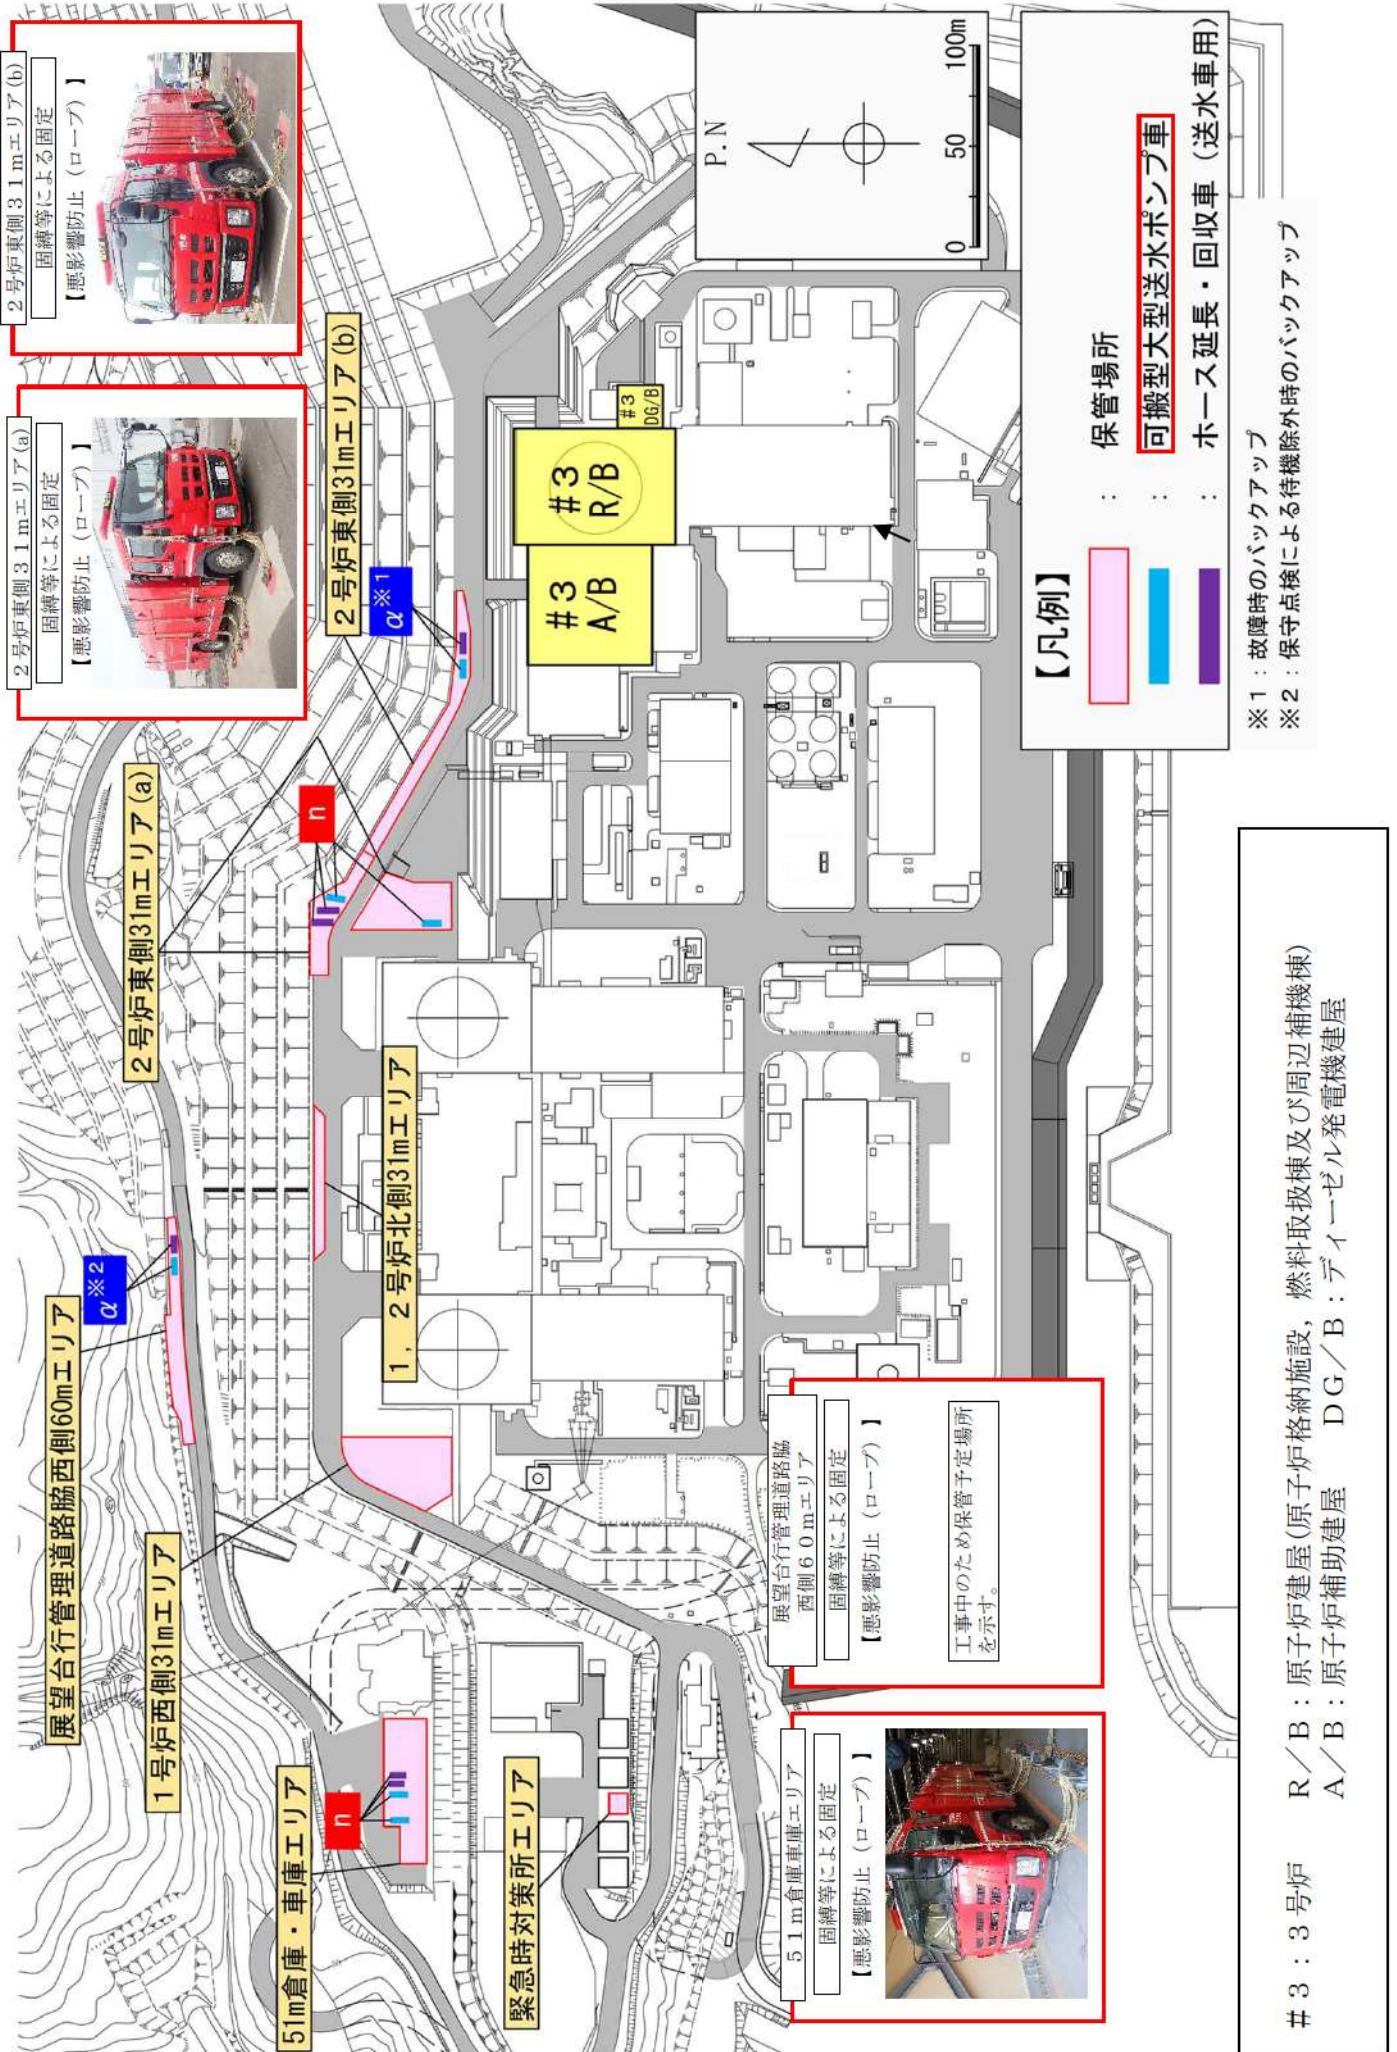 展望台行管理道路脇西側60mエリア
α※2
1号炉西側31mエリア
51m倉庫・車庫エリア
n
緊急時対策所エリア
1，2号炉北側31mエリア
2号炉東側31mエリア(a)
n
2号炉東側31mエリア(b)
α※1
2号炉東側31mエリア(a)
固縛等による固定
【悪影響防止（ロープ）】
2号炉東側31mエリア(b)
固縛等による固定
【悪影響防止（ロープ）】
#3
A/B
#3
R/B
#3
DG/B
P.N
0 50 100m
51m倉庫車庫エリア
固縛等による固定
【悪影響防止（ロープ）】
展望台行管理道路脇
西側60mエリア
固縛等による固定
【悪影響防止（ロープ）】
工事中のため保管予定場所
を示す。
【凡例】
： 保管場所
： 可搬型大型送水ポンプ車
： ホース延長・回収車（送水車用）
※1：故障時のバックアップ
※2：保守点検による待機除外時のバックアップ
#3：3号炉 R／B：原子炉建屋(原子炉格納施設，燃料取扱棟及び周辺補機棟)
A／B：原子炉補助建屋 DG／B：ディーゼル発電機建屋